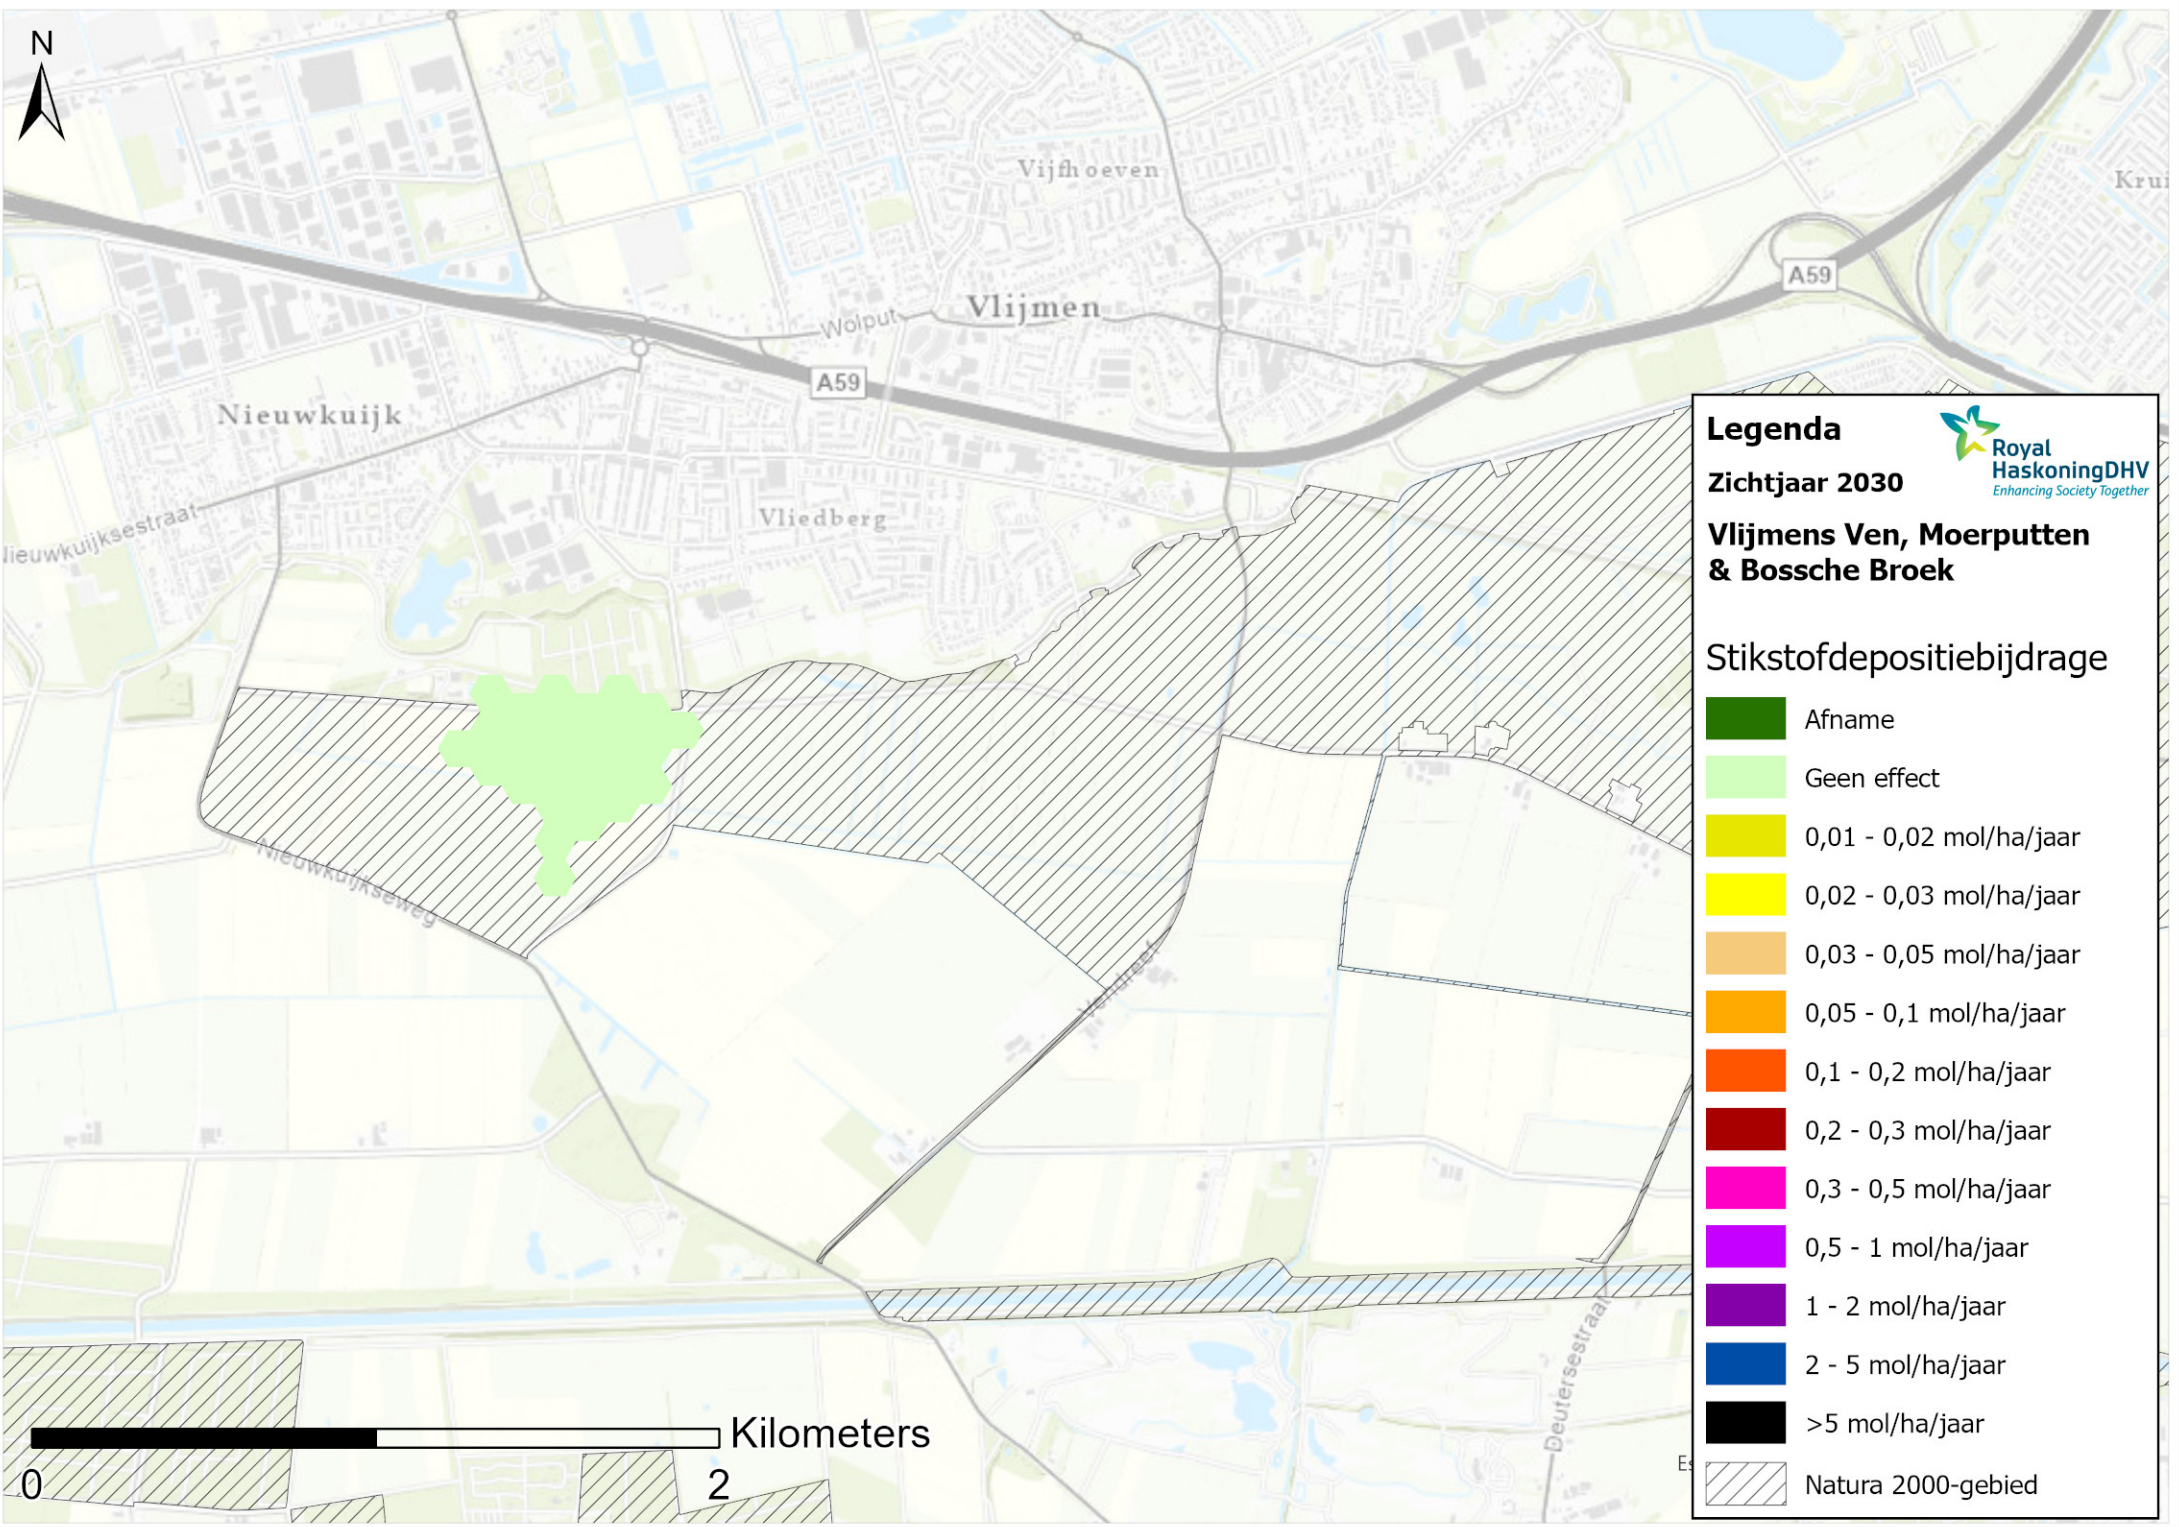 N
Vijfhoeven
Krui
A59
Vlijmen
Wolput
A59
Nieuwkuijk
Nieuwkuijksestraat
Vliedberg
Nieuwkuijkseweg
Deutersestraat
Kilometers
0
2
Legenda
Royal
HaskoningDHV
Enhancing Society Together
Zichtjaar 2030
Vlijmens Ven, Moerputten
& Bossche Broek
Stikstofdepositiebijdrage
Afname
Geen effect
0,01 - 0,02 mol/ha/jaar
0,02 - 0,03 mol/ha/jaar
0,03 - 0,05 mol/ha/jaar
0,05 - 0,1 mol/ha/jaar
0,1 - 0,2 mol/ha/jaar
0,2 - 0,3 mol/ha/jaar
0,3 - 0,5 mol/ha/jaar
0,5 - 1 mol/ha/jaar
1 - 2 mol/ha/jaar
2 - 5 mol/ha/jaar
>5 mol/ha/jaar
Natura 2000-gebied